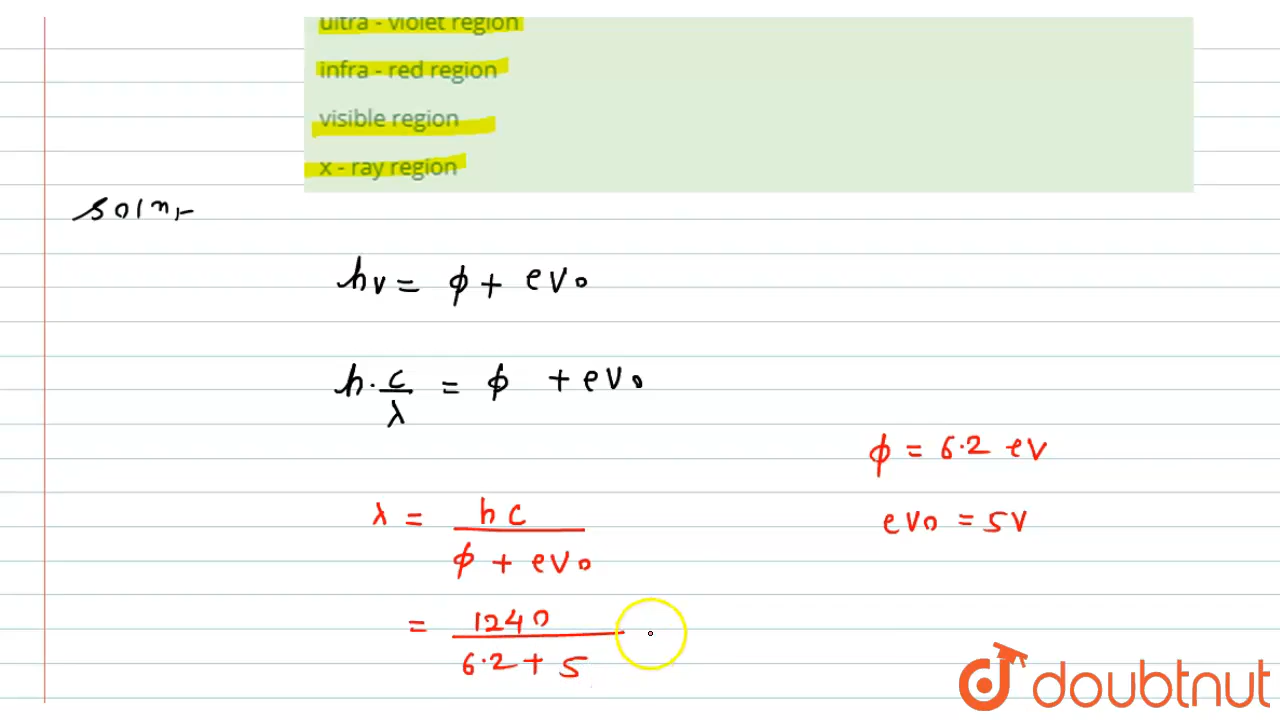 ultra - violet region
infra - red region
visible region
x - ray region
Soln,-
hν = φ + eV₀
h · c/λ = φ + eV₀
φ = 6.2 eV
λ = hc / φ + eV₀
eV₀ = 5V
= 1240 / 6.2 + 5
doubtnut